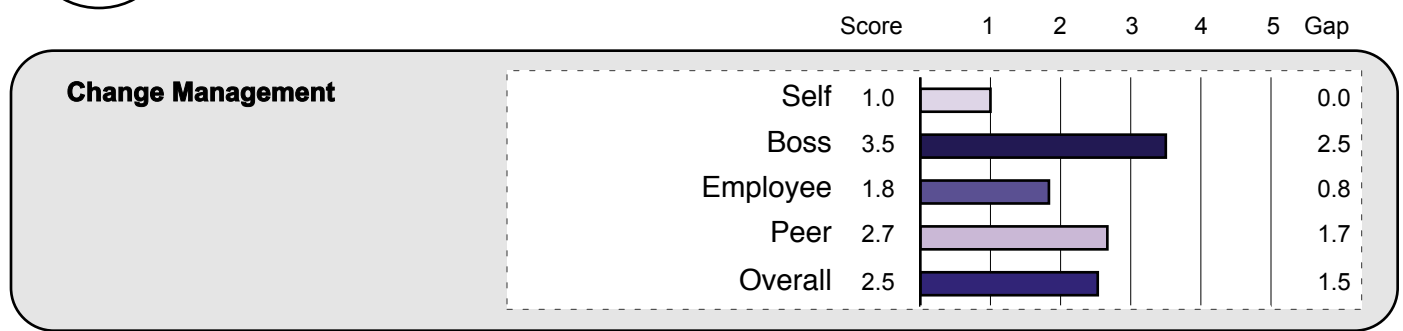 Score 1 2 3 4 5 Gap
Change Management
Self 1.0 0.0
Boss 3.5 2.5
Employee 1.8 0.8
Peer 2.7 1.7
Overall 2.5 1.5